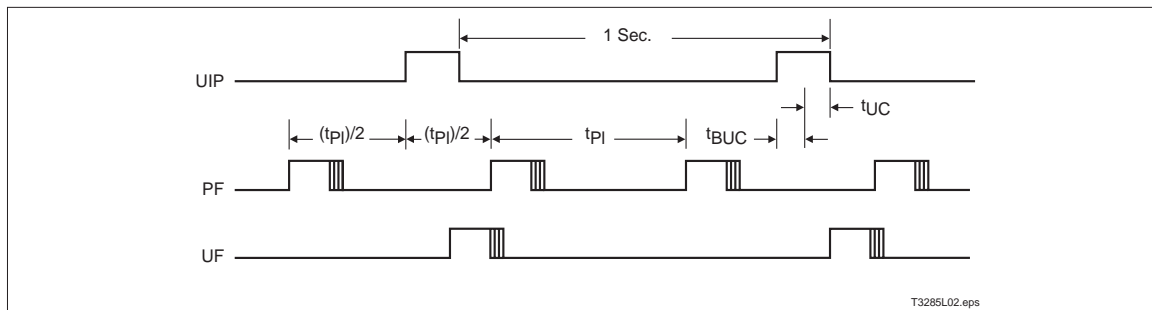 1 Sec.
UIP
tUC
(tPI)/2
(tPI)/2
tPI
tBUC
PF
UF
T3285L02.eps